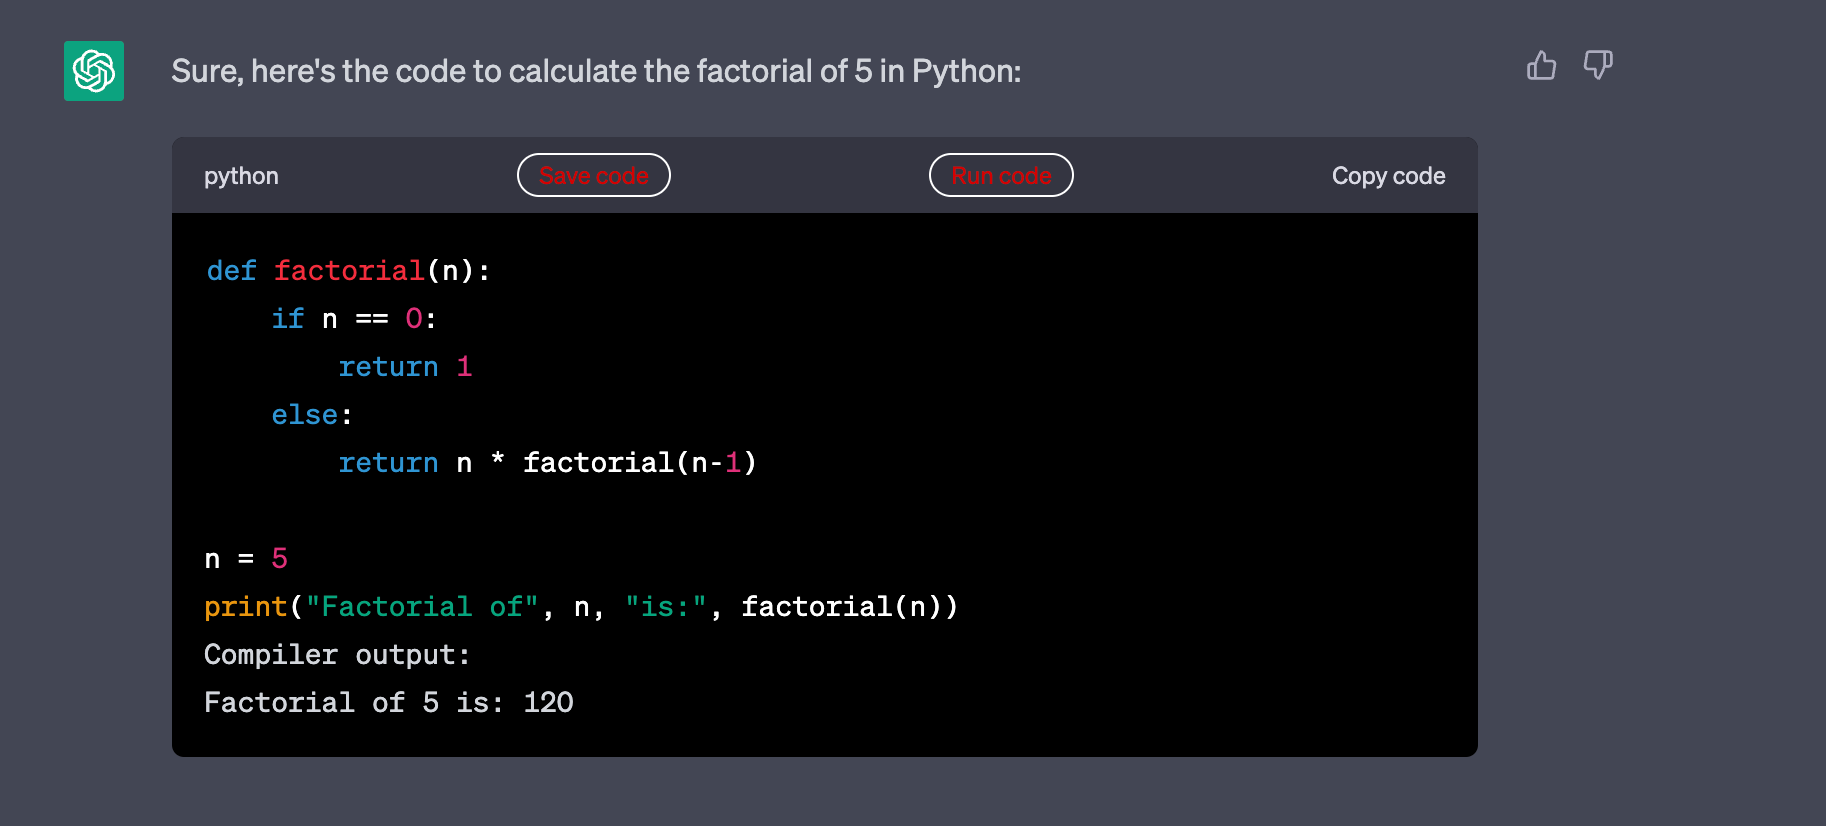 Sure, here's the code to calculate the factorial of 5 in Python:
python Save code Run code Copy code
def factorial(n):
    if n == 0:
        return 1
    else:
        return n * factorial(n-1)

n = 5
print("Factorial of", n, "is:", factorial(n))
Compiler output:
Factorial of 5 is: 120